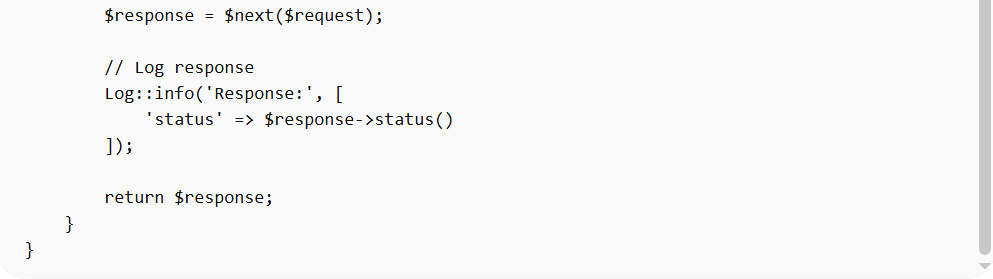 $response = $next($request);
// Log response
Log::info('Response:', [
'status' => $response->status()
]);
return $response;
}
}